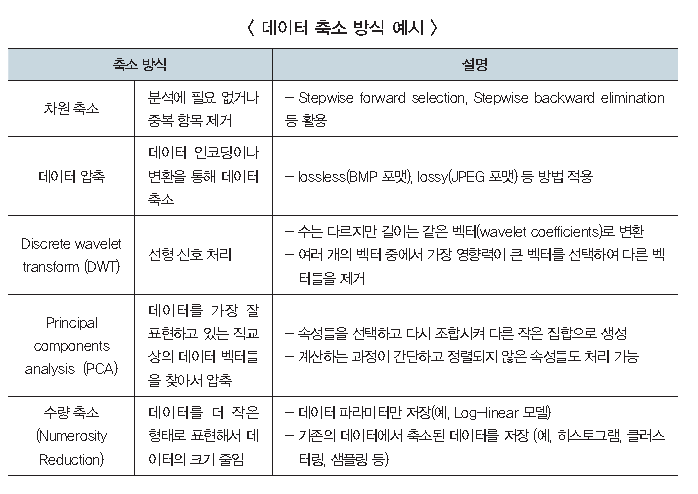 < 데이터 축소 방식 예시 >
축소 방식 설명
차원 축소
분석에 필요 없거나
중복 항목 제거
– Stepwise forward selection, Stepwise backward elimination
등 활용
데이터 압축
데이터 인코딩이나
변환을 통해 데이터
축소
– lossless(BMP 포맷), lossy(JPEG 포맷) 등 방법 적용
Discrete wavelet
transform (DWT)
선형 신호 처리
– 수는 다르지만 길이는 같은 벡터(wavelet coefficients)로 변환
– 여러 개의 벡터 중에서 가장 영향력이 큰 벡터를 선택하여 다른 벡
터들을 제거
Principal
components
analysis (PCA)
데이터를 가장 잘
표현하고 있는 직교
상의 데이터 벡터들
을 찾아서 압축
– 속성들을 선택하고 다시 조합시켜 다른 작은 집합으로 생성
– 계산하는 과정이 간단하고 정렬되지 않은 속성들도 처리 가능
수량 축소
(Numerosity
Reduction)
데이터를 더 작은
형태로 표현해서 데
이터의 크기 줄임
– 데이터 파라미터만 저장(예, Log-linear 모델)
– 기존의 데이터에서 축소된 데이터를 저장 (예, 히스토그램, 클러스
터링, 샘플링 등)